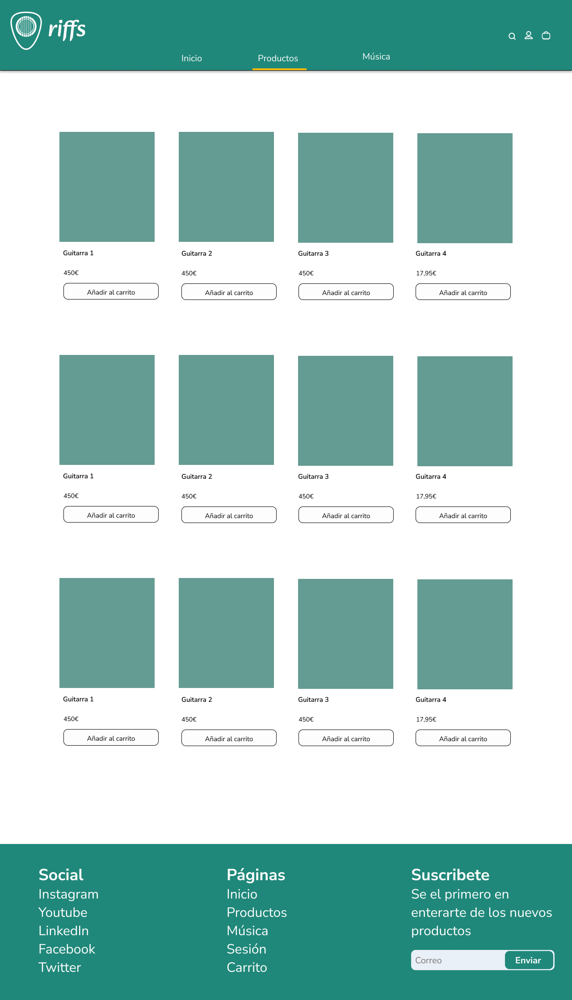 riffs
Inicio
Productos
Música
Guitarra 1
Guitarra 2
Guitarra 3
Guitarra 4
450€
450€
450€
17,95€
Añadir al carrito
Añadir al carrito
Añadir al carrito
Añadir al carrito
Guitarra 1
Guitarra 2
Guitarra 3
Guitarra 4
450€
450€
450€
17,95€
Añadir al carrito
Añadir al carrito
Añadir al carrito
Añadir al carrito
Guitarra 1
Guitarra 2
Guitarra 3
Guitarra 4
450€
450€
450€
17,95€
Añadir al carrito
Añadir al carrito
Añadir al carrito
Añadir al carrito
Social
Instagram
Youtube
LinkedIn
Facebook
Twitter
Páginas
Inicio
Productos
Música
Sesión
Carrito
Suscribete
Se el primero en
enterarte de los nuevos
productos
Correo
Enviar